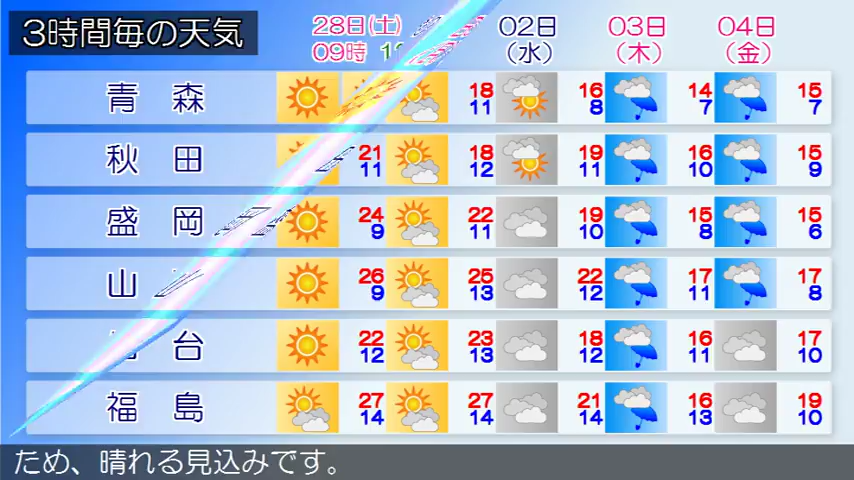 3時間毎の天気
28日(土) 02日 03日 04日
09時 (水) (木) (金)
青森 18 16 14 15
11 8 7 7
秋田 21 18 19 16 15
11 12 11 10 9
盛岡 24 22 19 15 15
9 11 10 8 6
山 26 25 22 17 17
9 13 12 11 8
台 22 23 18 16 17
12 13 12 11 10
福島 27 27 21 16 19
14 14 14 13 10
ため、晴れる見込みです。